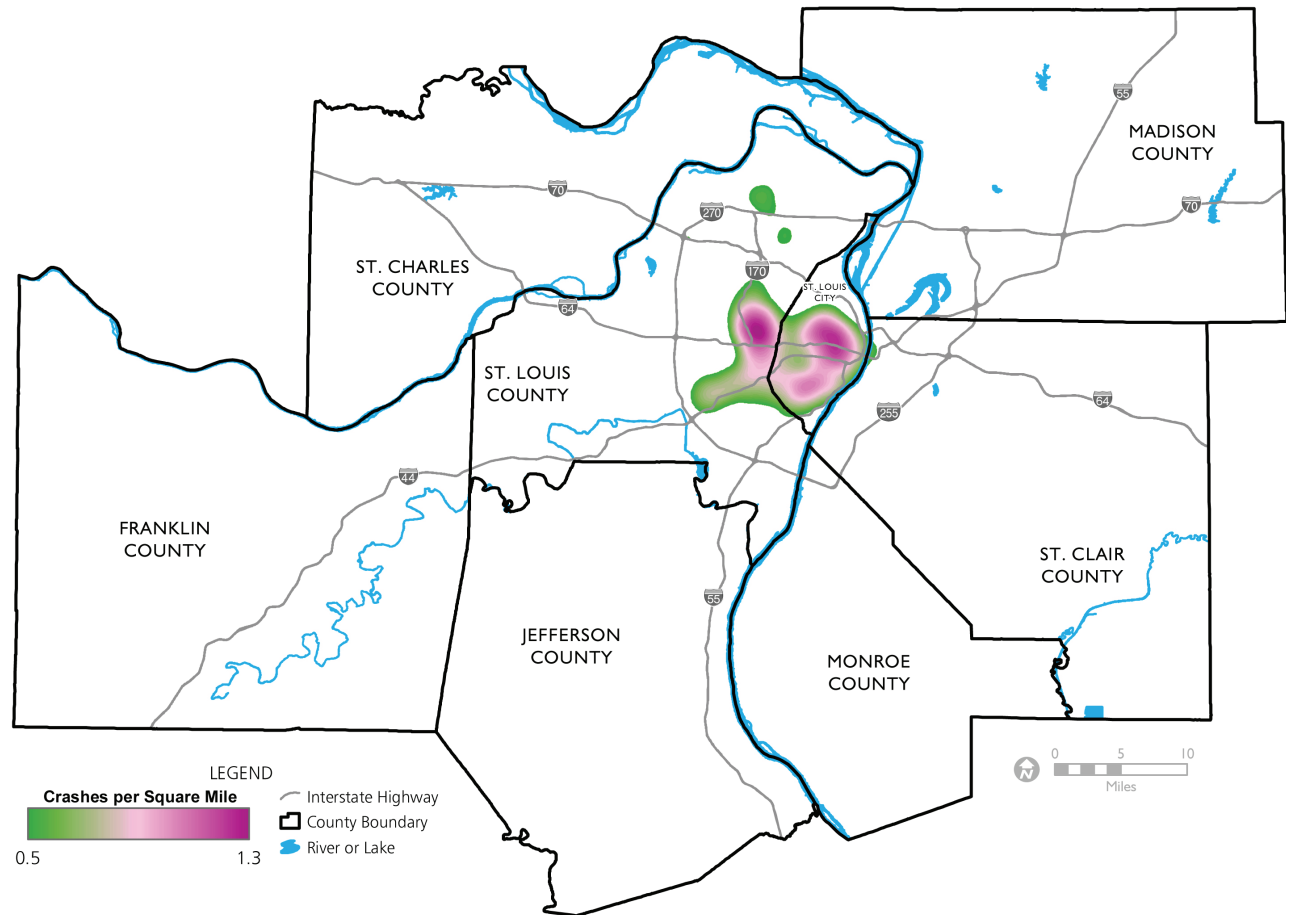 55
MADISON
COUNTY
70
70
270
ST. CHARLES
COUNTY
170
ST. LOUIS
CITY
64
ST. LOUIS
COUNTY
255
64
44
FRANKLIN
COUNTY
ST. CLAIR
COUNTY
55
JEFFERSON
COUNTY
MONROE
COUNTY
N
0 5 10
Miles
LEGEND
Crashes per Square Mile
0.5 1.3
Interstate Highway
County Boundary
River or Lake